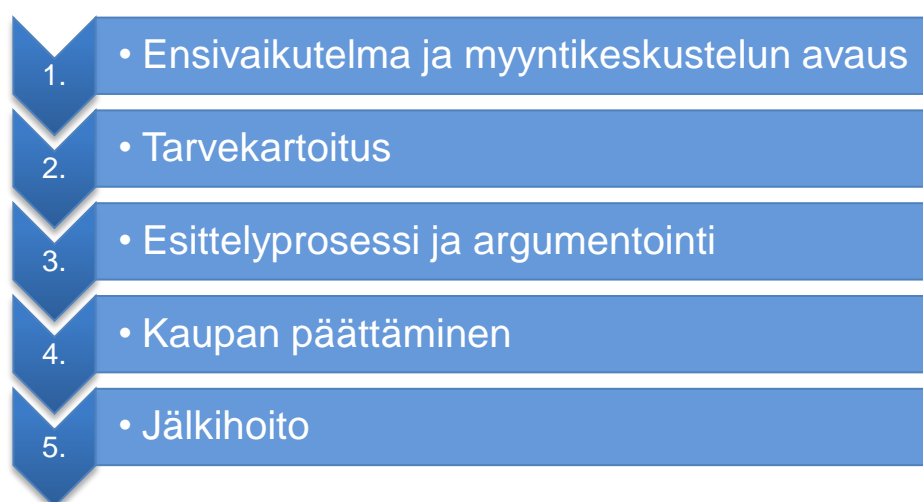 1. • Ensivaikutelma ja myyntikeskustelun avaus
2. • Tarvekartoitus
3. • Esittelyprosessi ja argumentointi
4. • Kaupan päättäminen
5. • Jälkihoito